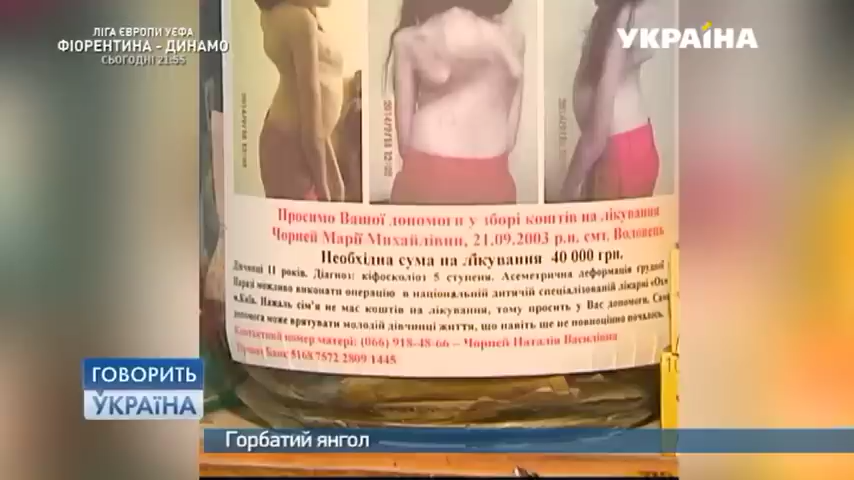 ЛІГА ЄВРОПИ УЄФА
ФІОРЕНТИНА - ДИНАМО
СЬОГОДНІ 21:55
УКРАЇНА
Просимо Вашої допомоги у зборі коштів на лікування
Чорней Марії Михайлівни, 21.09.2003 р.н. смт. Воловець
Необхідна сума на лікування 40 000 грн.
Дівчинці 11 років. Діагноз: кіфосколіоз 5 ступеня. Асеметрична деформація грудної
Наразі можливо виконати операцію в національній дитячій спеціалізованій лікарні «Ох
м.Київ. Нажаль сім'я не має коштів на лікування, тому просить у Вас допомоги. Саме
допомога може врятувати молодій дівчинці життя, що навіть ще не повноцінно почалось.
Контактний номер матері: (066) 918-48-66 – Чорней Наталія Василівна
Приват Банк 5168 7572 2809 1445
ГОВОРИТЬ
УКРАЇНА
Горбатий янгол